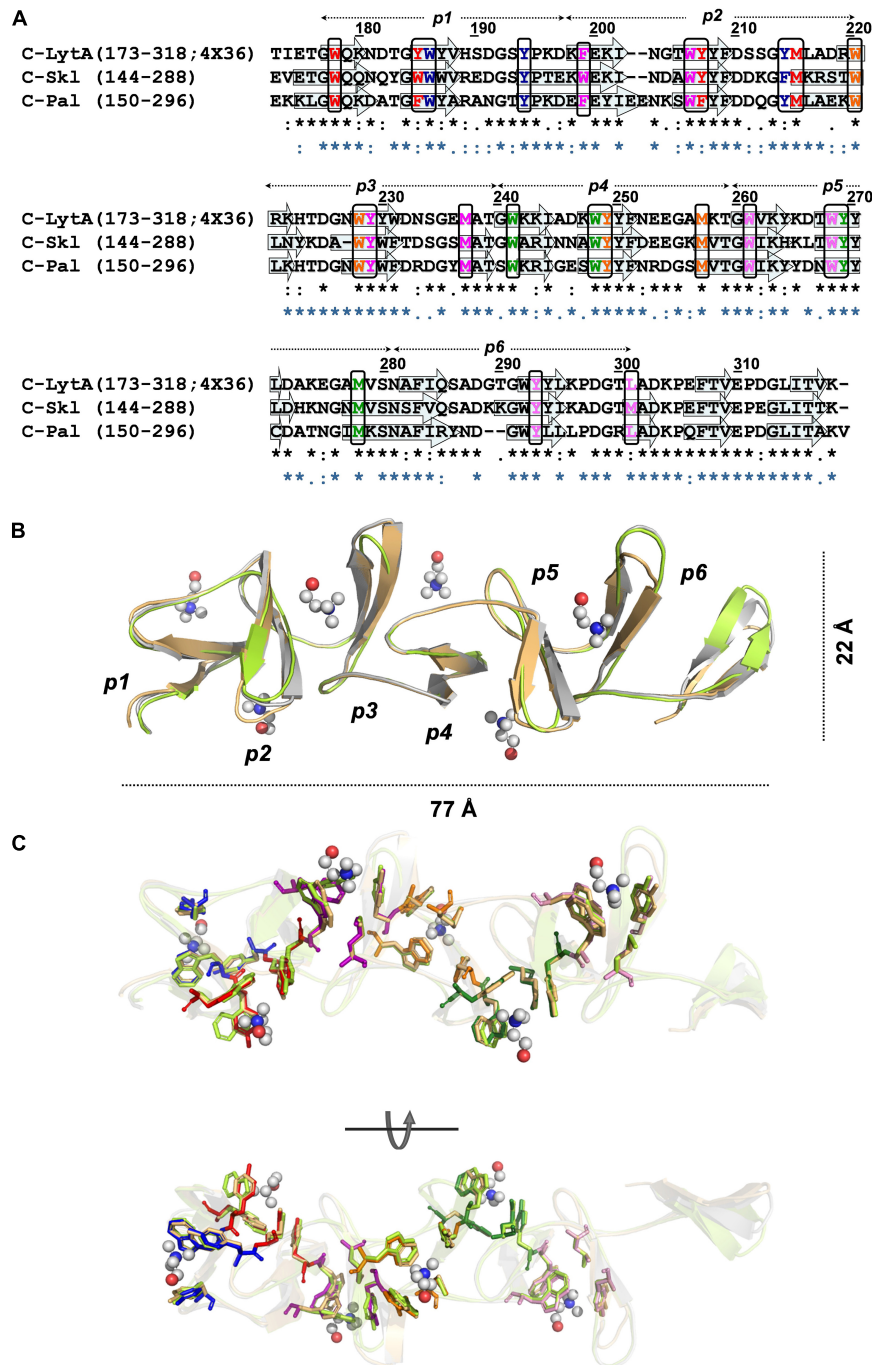 A
p1 p2
180 190 200 210 220
C-LytA(173-318;4X36) TIETGWQKNDTGYWYVHSDGSYPKDKFEKI--NGTWYYFDSSGYMLADRW
C-Skl (144-288) EVETGWQQNQYGWWWVREDGSYPTEKWEKI--NDAWYYFDEKGFMKRSTW
C-Pal (150-296) EKKLGWQKDATGFWYARANGTYPKDEFEYIEENKSWFYFDDQGYMLAEKW
p3 p4 p5
230 240 250 260 270
C-LytA(173-318;4X36) RKHTDGNWYYWDNSGEMATGWKKIADKWYYFNEEGAMKTGWVKYKDTWYY
C-Skl (144-288) LNYKDA-WYWFTDSGSMATGWARINNAWYYFDEEGKMVTGWIKHKLTWYY
C-Pal (150-296) LKHTDGNWYWFDRDGYMATSWKRIGESWYYFNRDGSMVTGWIKYYDNWYY
p6
280 290 300 310
C-LytA(173-318;4X36) LDAKEGAMVSNAFIQSADGTGWYYLKPDGTLADKPEFTVEPDGLITVK-
C-Skl (144-288) LDHKNGNMVSNSFVQSADKKGWYYIKADGTMADKPEFTVEPEGLITTK-
C-Pal (150-296) CDATNGIMKSNAFIRYND--GWYLLLPDGRLADKPQFTVEPDGLITAKV
B
p1
p2
p3
p4
p5
p6
22 Å
77 Å
C